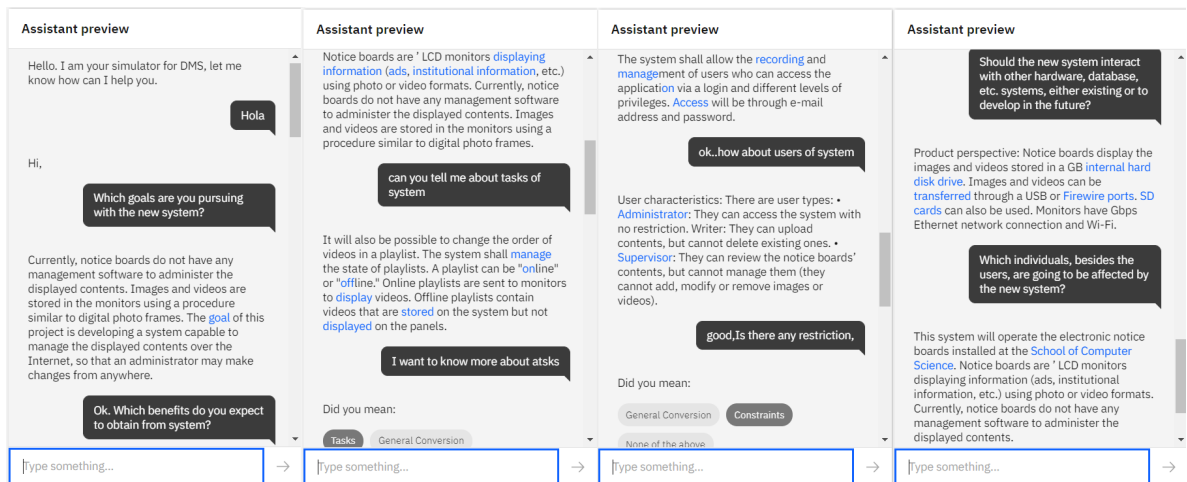 Assistant preview
Hello. I am your simulator for DMS, let me
know how can I help you.
Hola
Hi,
Which goals are you pursuing
with the new system?
Currently, notice boards do not have any
management software to administer the
displayed contents. Images and videos are
stored in the monitors using a procedure
similar to digital photo frames. The goal of this
project is developing a system capable to
manage the displayed contents over the
Internet, so that an administrator may make
changes from anywhere.
Ok. Which benefits do you expect
to obtain from system?
Type something...
Assistant preview
Notice boards are ' LCD monitors displaying
information (ads, institutional information, etc.)
using photo or video formats. Currently, notice
boards do not have any management software
to administer the displayed contents. Images
and videos are stored in the monitors using a
procedure similar to digital photo frames.
can you tell me about tasks of
system
It will also be possible to change the order of
videos in a playlist. The system shall manage
the state of playlists. A playlist can be "online"
or "offline." Online playlists are sent to monitors
to display videos. Offline playlists contain
videos that are stored on the system but not
displayed on the panels.
I want to know more about atsks
Did you mean:
Tasks General Conversion
Type something...
Assistant preview
The system shall allow the recording and
management of users who can access the
application via a login and different levels of
privileges. Access will be through e-mail
address and password.
ok..how about users of system
User characteristics: There are user types: •
Administrator: They can access the system with
no restriction. Writer: They can upload
contents, but cannot delete existing ones. •
Supervisor: They can review the notice boards'
contents, but cannot manage them (they
cannot add, modify or remove images or
videos).
good,Is there any restriction,
Did you mean:
General Conversion Constraints
None of the above
Type something...
Assistant preview
Should the new system interact
with other hardware, database,
etc. systems, either existing or to
develop in the future?
Product perspective: Notice boards display the
images and videos stored in a GB internal hard
disk drive. Images and videos can be
transferred through a USB or Firewire ports. SD
cards can also be used. Monitors have Gbps
Ethernet network connection and Wi-Fi.
Which individuals, besides the
users, are going to be affected by
the new system?
This system will operate the electronic notice
boards installed at the School of Computer
Science. Notice boards are ' LCD monitors
displaying information (ads, institutional
information, etc.) using photo or video formats.
Currently, notice boards do not have any
management software to administer the
displayed contents.
Type something...